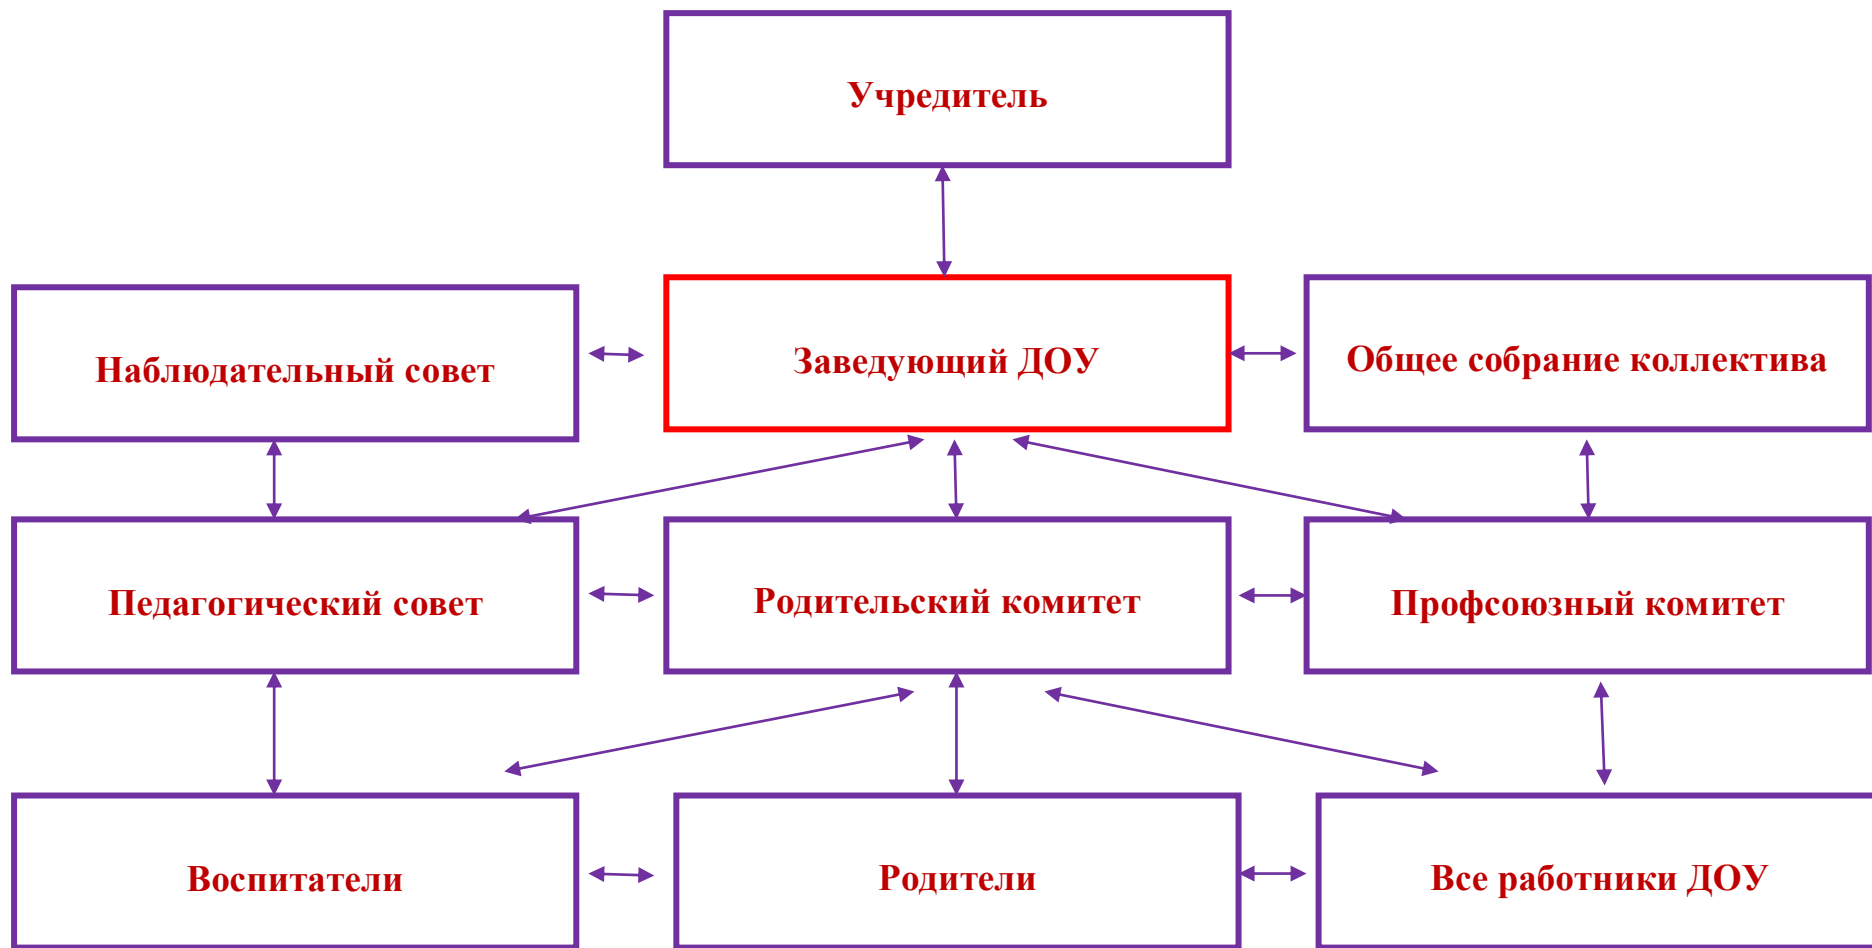 Учредитель
Наблюдательный совет
Заведующий ДОУ
Общее собрание коллектива
Педагогический совет
Родительский комитет
Профсоюзный комитет
Воспитатели
Родители
Все работники ДОУ